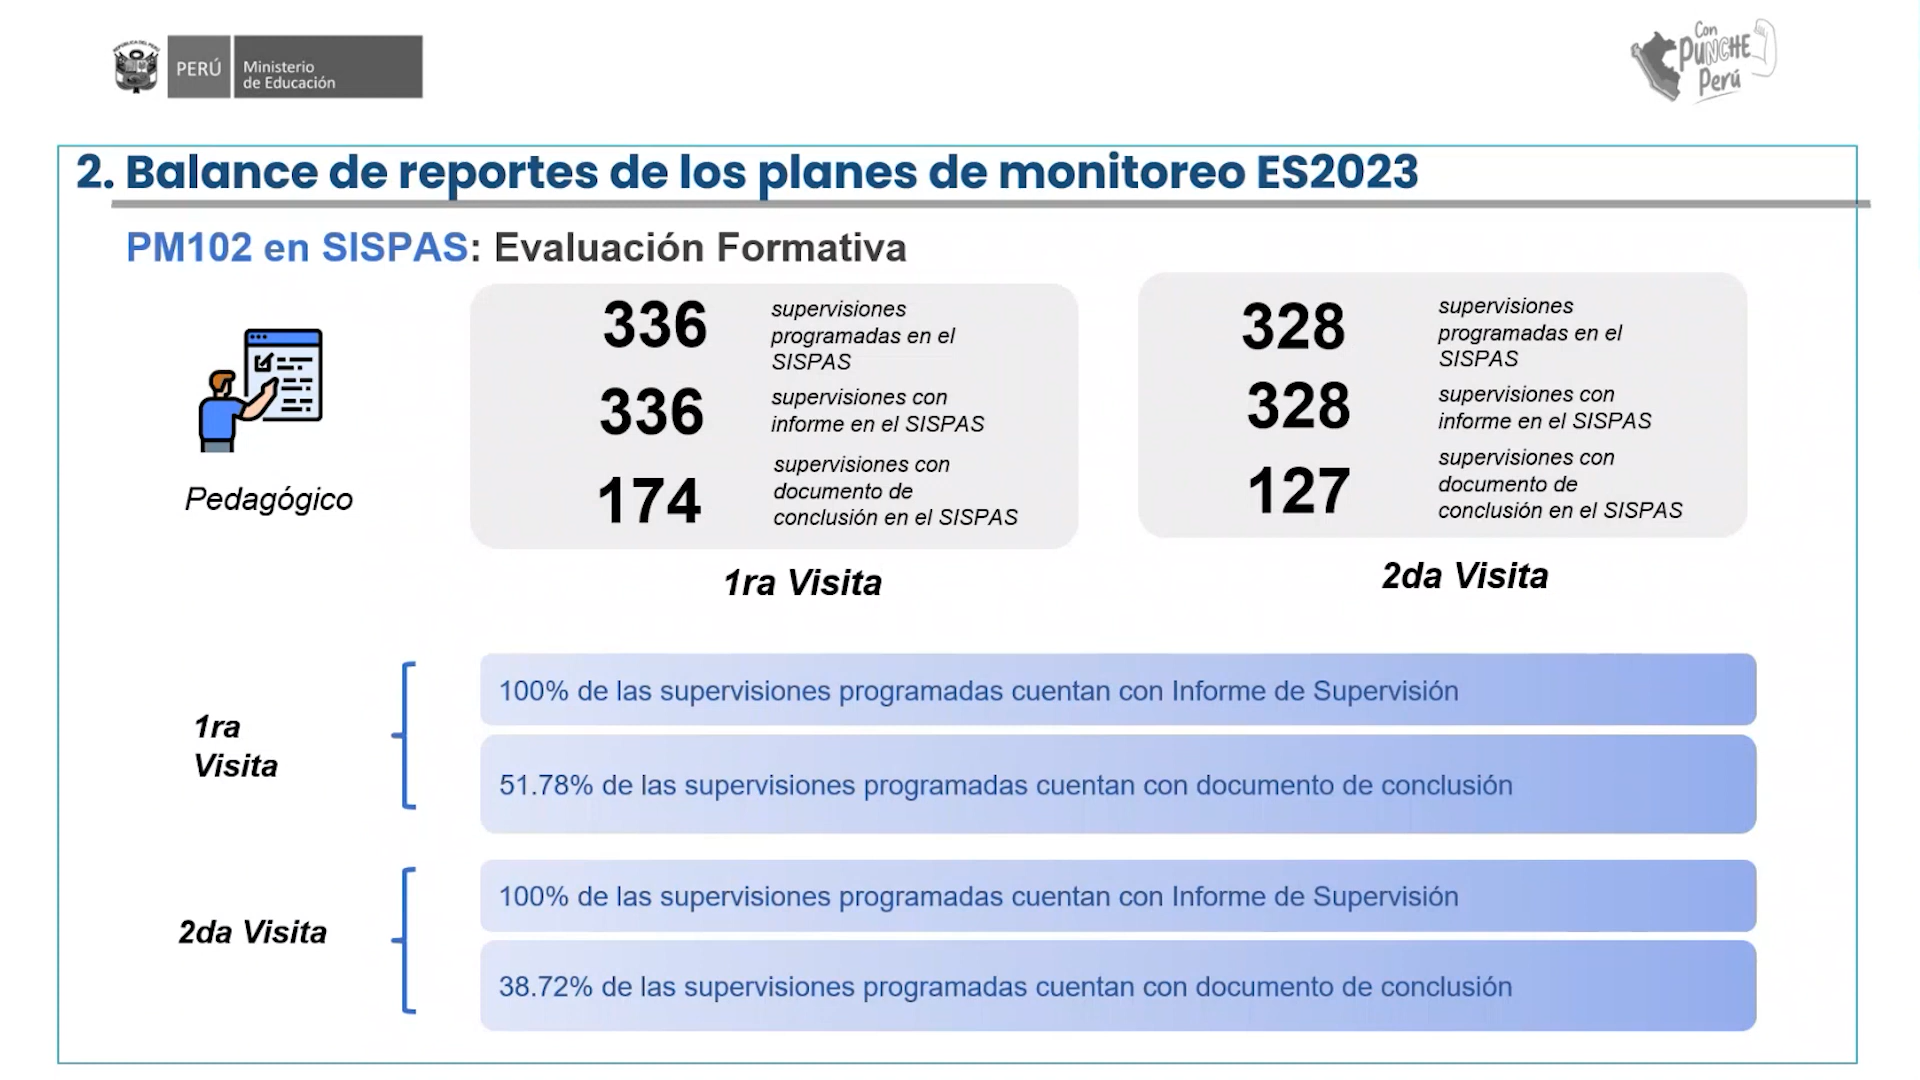 PERÚ
Ministerio
de Educación
Con
PUNCHE
Perú
2. Balance de reportes de los planes de monitoreo ES2023
PM102 en SISPAS: Evaluación Formativa
Pedagógico
336
supervisiones
programadas en el
SISPAS
336
supervisiones con
informe en el SISPAS
174
supervisiones con
documento de
conclusión en el SISPAS
1ra Visita
328
supervisiones
programadas en el
SISPAS
328
supervisiones con
informe en el SISPAS
127
supervisiones con
documento de
conclusión en el SISPAS
2da Visita
1ra
Visita
100% de las supervisiones programadas cuentan con Informe de Supervisión
51.78% de las supervisiones programadas cuentan con documento de conclusión
2da Visita
100% de las supervisiones programadas cuentan con Informe de Supervisión
38.72% de las supervisiones programadas cuentan con documento de conclusión